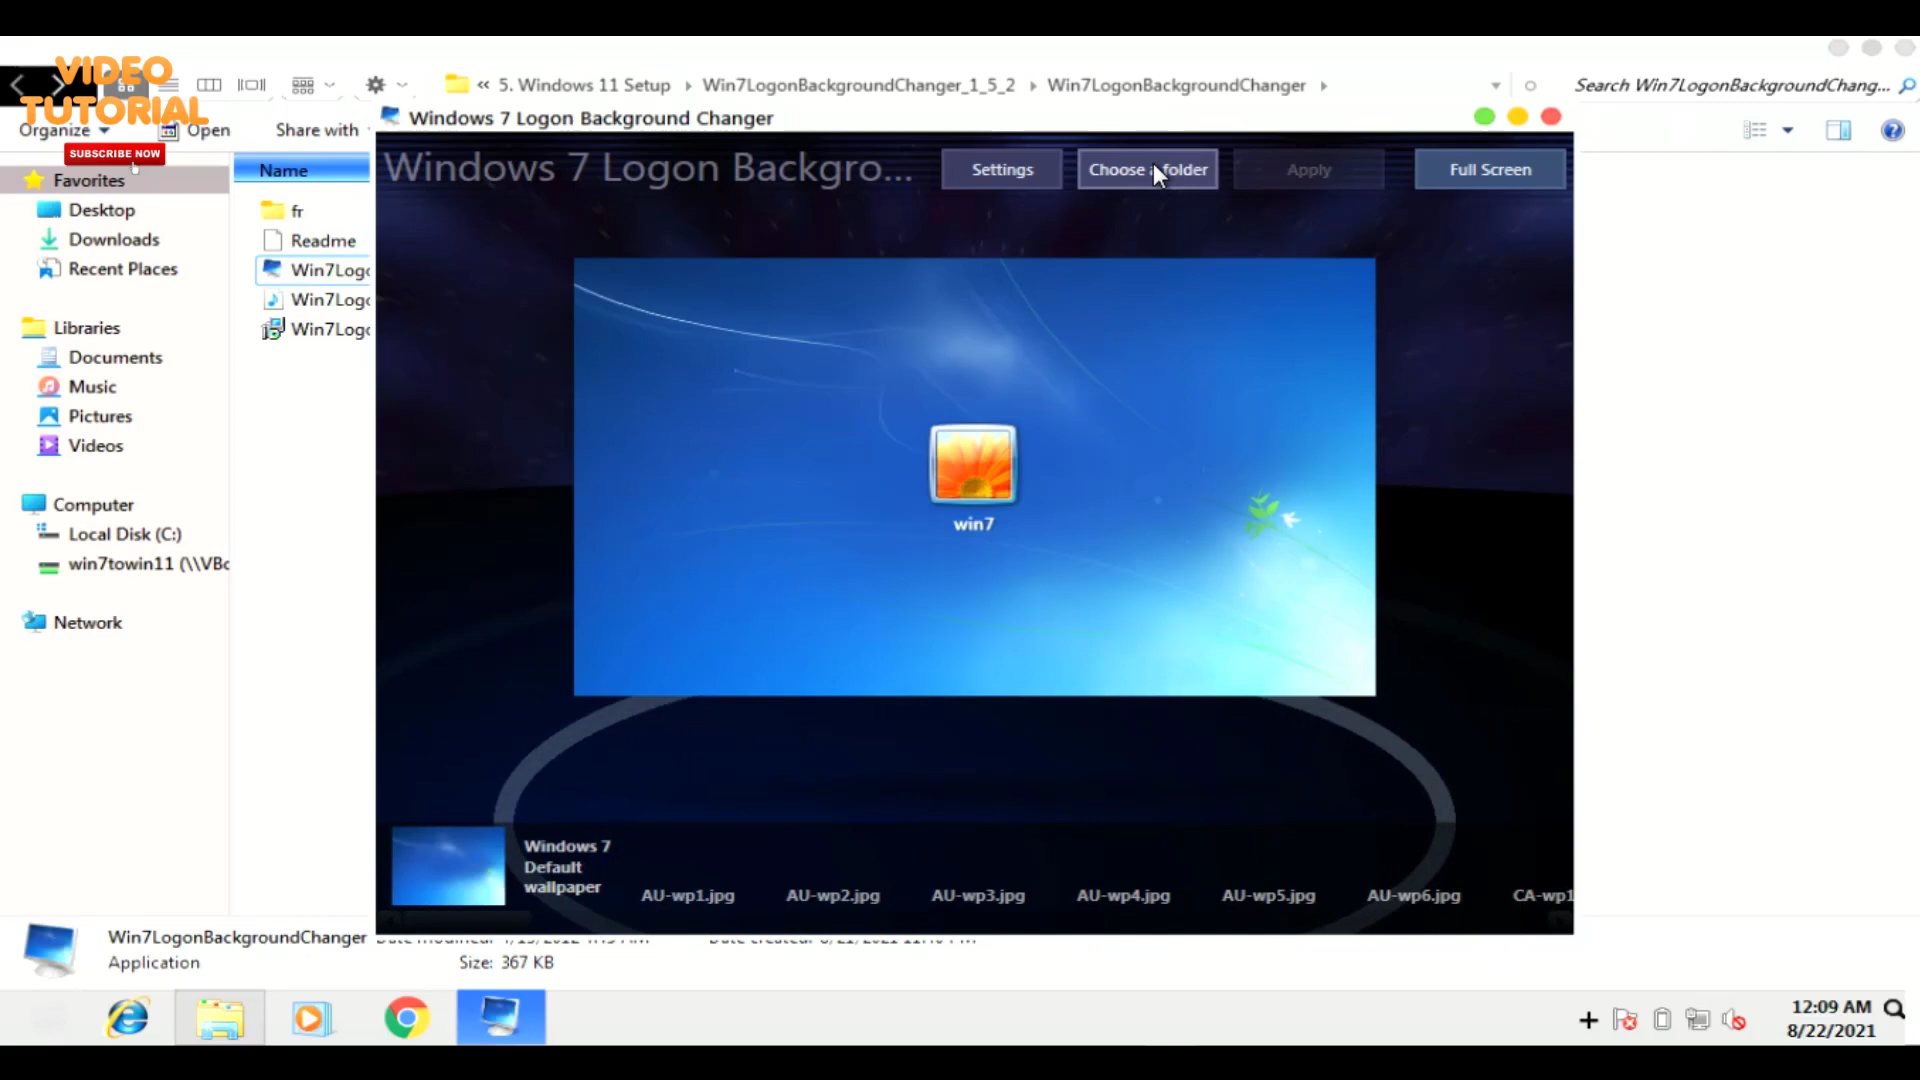 VIDEO
TUTORIAL
SUBSCRIBE NOW
« 5. Windows 11 Setup Win7LogonBackgroundChanger_1_5_2 Win7LogonBackgroundChanger
Search Win7LogonBackgroundChang...
Organize Open Share with
Windows 7 Logon Background Changer
Windows 7 Logon Backgro... Settings Choose folder Apply Full Screen
Favorites
Desktop
Downloads
Recent Places
Libraries
Documents
Music
Pictures
Videos
Computer
Local Disk (C:)
win7towin11 (\\VBo
Network
Name
fr
Readme
Win7Logo
Win7Logo
Win7Logo
win7
Windows 7
Default
wallpaper
AU-wp1.jpg AU-wp2.jpg AU-wp3.jpg AU-wp4.jpg AU-wp5.jpg AU-wp6.jpg CA-wp1
Win7LogonBackgroundChanger
Application Size: 367 KB
12:09 AM
8/22/2021